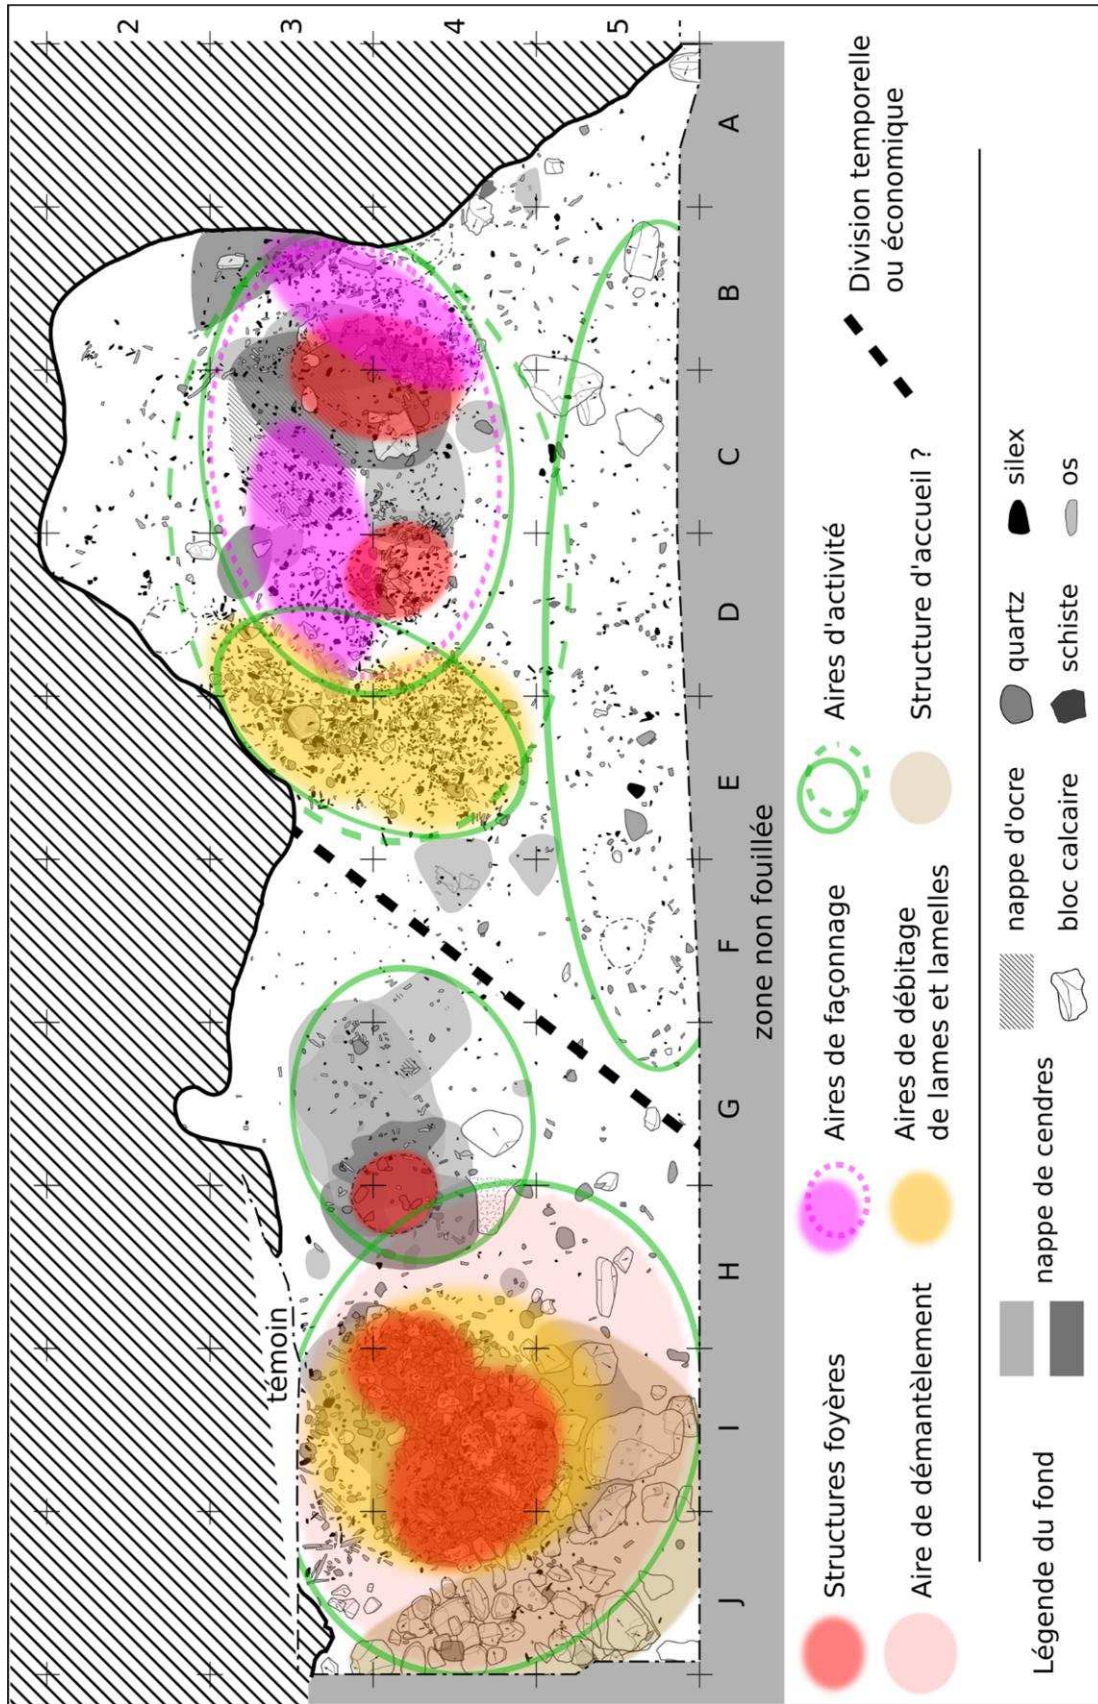 2
3
4
5
témoin
J
I
H
G
F
E
D
C
B
A
zone non fouillée
Structures foyères
Aires de façonnage
Aires d'activité
Division temporelle
ou économique
Aire de démantèlement
Aires de débitage
de lames et lamelles
Structure d'accueil ?
Légende du fond
nappe de cendres
nappe d'ocre
quartz
silex
bloc calcaire
schiste
os